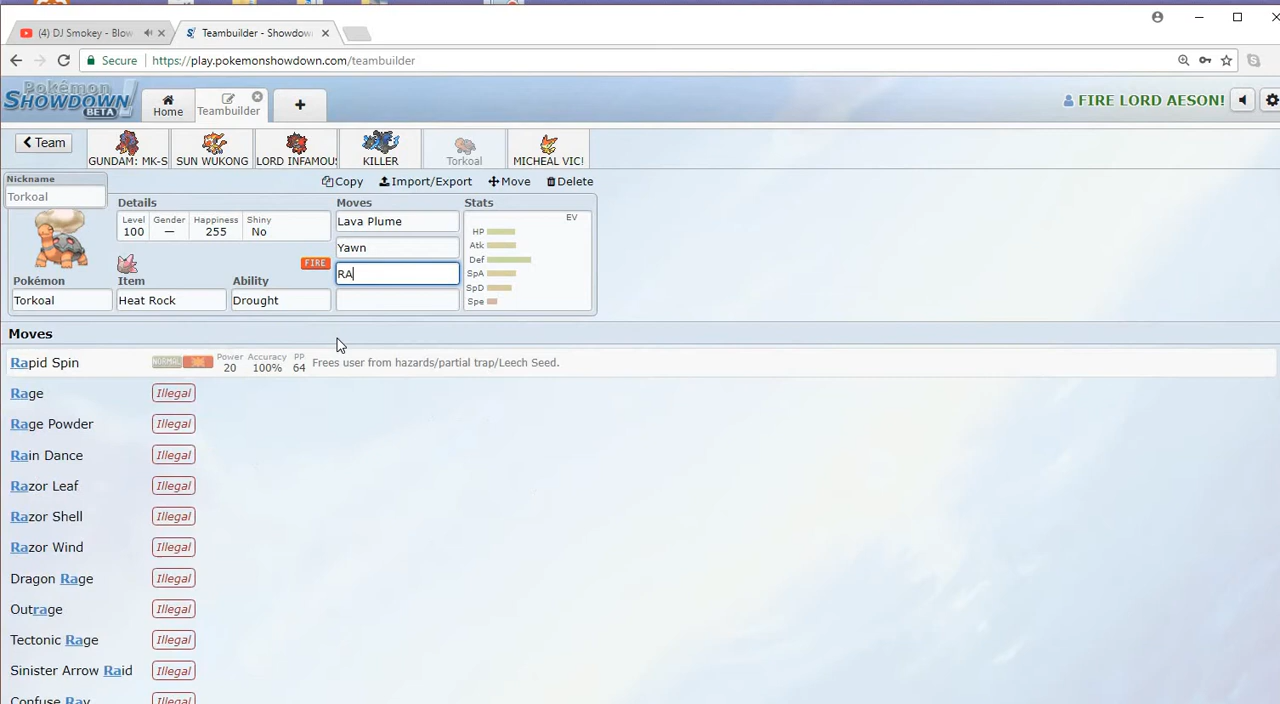 (4) DJ Smokey - Blow
Teambuilder - Showdow
Secure
https://play.pokemonshowdown.com/teambuilder
Pokémon
SHOWDOWN!
BETA
Home
Teambuilder
FIRE LORD AESON!
Team
GUNDAM: MK-S
SUN WUKONG
LORD INFAMOUS
KILLER
Torkoal
MICHEAL VIC!
Nickname
Torkoal
Copy
Import/Export
Move
Delete
Details
Moves
Stats
Level
100
Gender
—
Happiness
255
Shiny
No
Lava Plume
Yawn
RA
EV
HP
Atk
Def
SpA
SpD
Spe
FIRE
Pokémon
Torkoal
Item
Heat Rock
Ability
Drought
Moves
Rapid Spin
NORMAL
Power
20
Accuracy
100%
PP
64
Frees user from hazards/partial trap/Leech Seed.
Rage Illegal
Rage Powder Illegal
Rain Dance Illegal
Razor Leaf Illegal
Razor Shell Illegal
Razor Wind Illegal
Dragon Rage Illegal
Outrage Illegal
Tectonic Rage Illegal
Sinister Arrow Raid Illegal
Confuse Ray Illegal